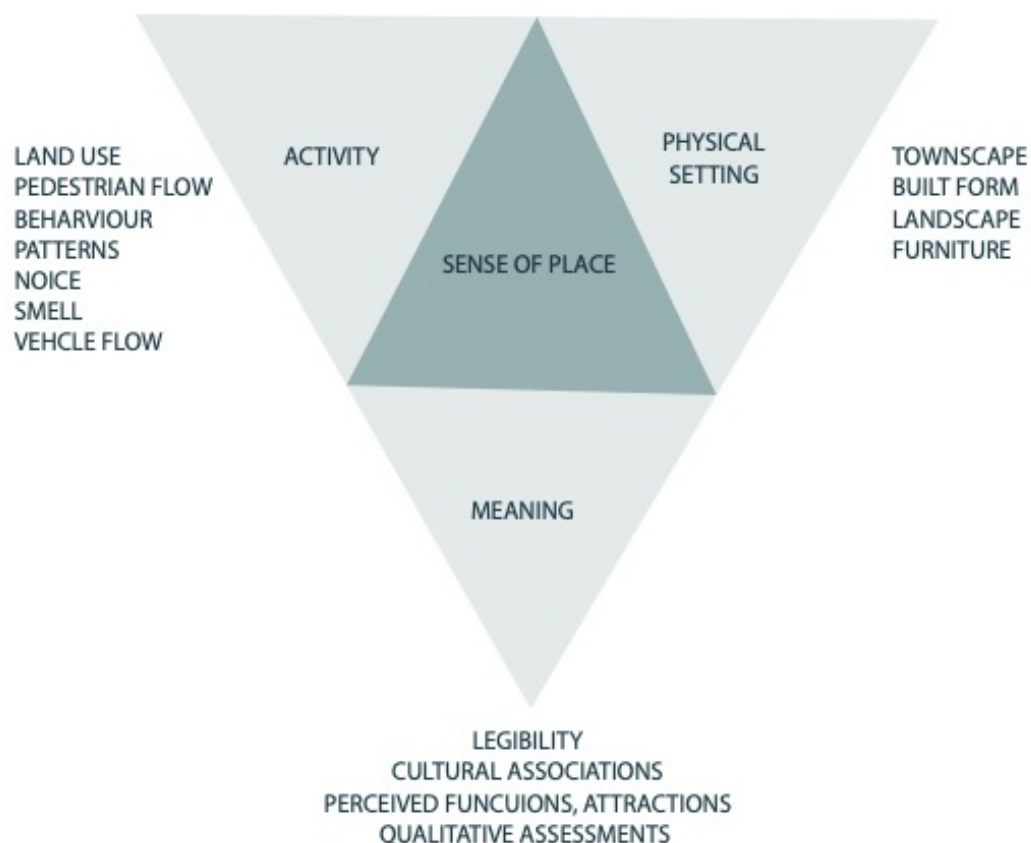 ACTIVITY
PHYSICAL
SETTING
SENSE OF PLACE
MEANING
LAND USE
PEDESTRIAN FLOW
BEHARVIOUR
PATTERNS
NOICE
SMELL
VEHCLE FLOW
TOWNSCAPE
BUILT FORM
LANDSCAPE
FURNITURE
LEGIBILITY
CULTURAL ASSOCIATIONS
PERCEIVED FUNCUIONS, ATTRACTIONS
QUALITATIVE ASSESSMENTS